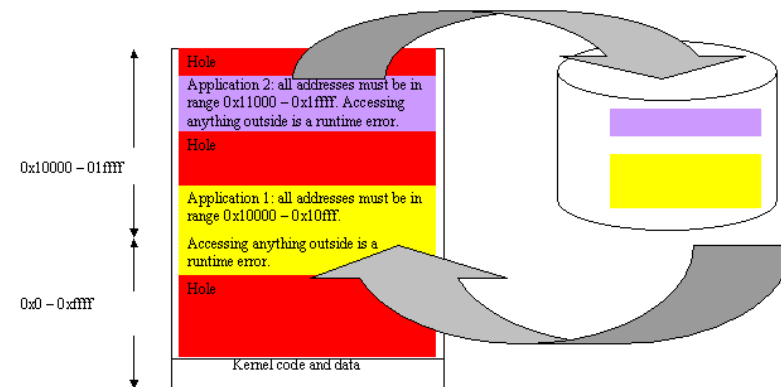 Hole
Application 2: all addresses must be in
range 0x11000 – 0x1ffff. Accessing
anything outside is a runtime error.
Hole
0x10000 – 01ffff
Application 1: all addresses must be in
range 0x10000 – 0x10fff.
Accessing anything outside is a
runtime error.
Hole
0x0 – 0xffff
Kernel code and data